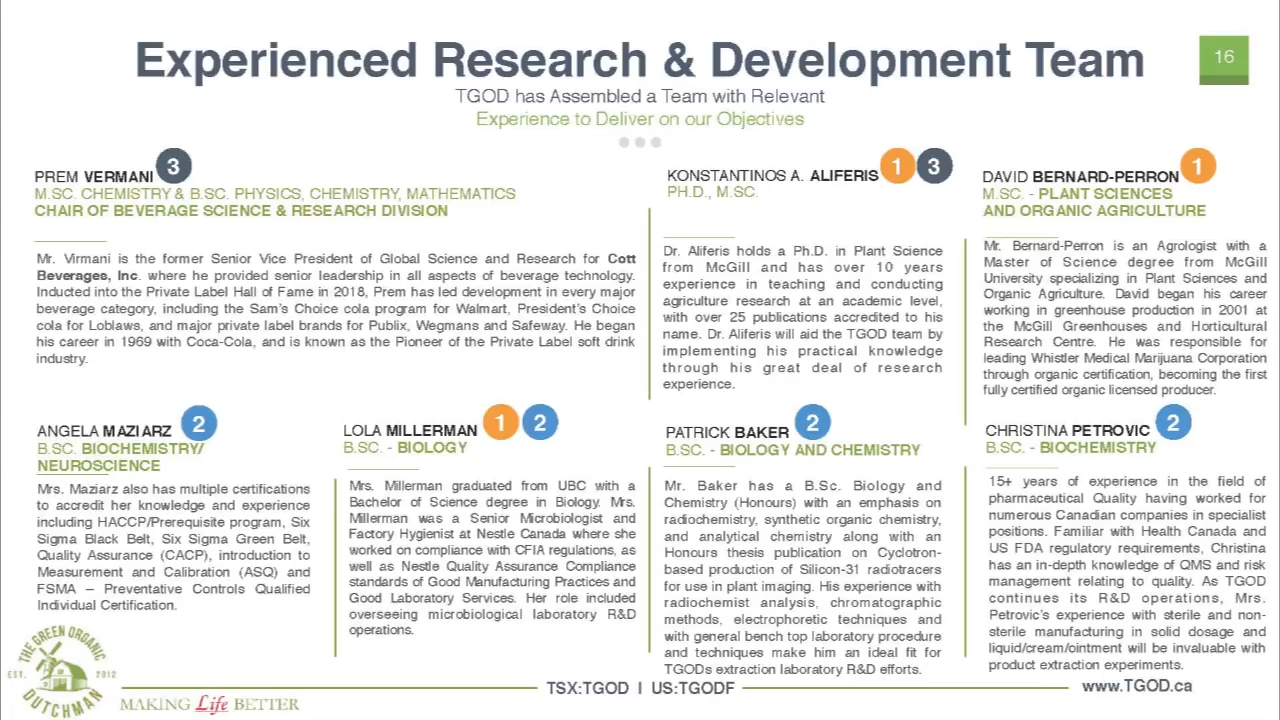 Experienced Research & Development Team
16
TGOD has Assembled a Team with Relevant
Experience to Deliver on our Objectives
PREM VERMANI 3
M.SC. CHEMISTRY & B.SC. PHYSICS, CHEMISTRY, MATHEMATICS
CHAIR OF BEVERAGE SCIENCE & RESEARCH DIVISION
Mr. Virmani is the former Senior Vice President of Global Science and Research for Cott
Beverages, Inc. where he provided senior leadership in all aspects of beverage technology.
Inducted into the Private Label Hall of Fame in 2018, Prem has led development in every major
beverage category, including the Sam's Choice cola program for Walmart, President's Choice
cola for Loblaws, and major private label brands for Publix, Wegmans and Safeway. He began
his career in 1969 with Coca-Cola, and is known as the Pioneer of the Private Label soft drink
industry.
KONSTANTINOS A. ALIFERIS 1 3
PH.D., M.SC.
Dr. Aliferis holds a Ph.D. in Plant Science
from McGill and has over 10 years
experience in teaching and conducting
agriculture research at an academic level,
with over 25 publications accredited to his
name. Dr. Aliferis will aid the TGOD team by
implementing his practical knowledge
through his great deal of research
experience.
DAVID BERNARD-PERRON 1
M.SC. - PLANT SCIENCES
AND ORGANIC AGRICULTURE
Mr. Bernard-Perron is an Agrologist with a
Master of Science degree from McGill
University specializing in Plant Sciences and
Organic Agriculture. David began his career
working in greenhouse production in 2001 at
the McGill Greenhouses and Horticultural
Research Centre. He was responsible for
leading Whistler Medical Marijuana Corporation
through organic certification, becoming the first
fully certified organic licensed producer.
ANGELA MAZIARZ 2
B.SC. BIOCHEMISTRY/
NEUROSCIENCE
Mrs. Maziarz also has multiple certifications
to accredit her knowledge and experience
including HACCP/Prerequisite program, Six
Sigma Black Belt, Six Sigma Green Belt,
Quality Assurance (CACP), introduction to
Measurement and Calibration (ASQ) and
FSMA – Preventative Controls Qualified
Individual Certification.
LOLA MILLERMAN 1 2
B.SC. - BIOLOGY
Mrs. Millerman graduated from UBC with a
Bachelor of Science degree in Biology. Mrs.
Millerman was a Senior Microbiologist and
Factory Hygienist at Nestle Canada where she
worked on compliance with CFIA regulations, as
well as Nestle Quality Assurance Compliance
standards of Good Manufacturing Practices and
Good Laboratory Services. Her role included
overseeing microbiological laboratory R&D
operations.
PATRICK BAKER 2
B.SC. - BIOLOGY AND CHEMISTRY
Mr. Baker has a B.Sc. Biology and
Chemistry (Honours) with an emphasis on
radiochemistry, synthetic organic chemistry,
and analytical chemistry along with an
Honours thesis publication on Cyclotron-
based production of Silicon-31 radiotracers
for use in plant imaging. His experience with
radiochemist analysis, chromatographic
methods, electrophoretic techniques and
with general bench top laboratory procedure
and techniques make him an ideal fit for
TGODs extraction laboratory R&D efforts.
CHRISTINA PETROVIC 2
B.SC. - BIOCHEMISTRY
15+ years of experience in the field of
pharmaceutical Quality having worked for
numerous Canadian companies in specialist
positions. Familiar with Health Canada and
US FDA regulatory requirements, Christina
has an in-depth knowledge of QMS and risk
management relating to quality. As TGOD
continues its R&D operations, Mrs.
Petrovic's experience with sterile and non-
sterile manufacturing in solid dosage and
liquid/cream/ointment will be invaluable with
product extraction experiments.
THE GREEN ORGANIC
EST. 2012
DUTCHMAN
MAKING Life BETTER
TSX:TGOD | US:TGODF
www.TGOD.ca